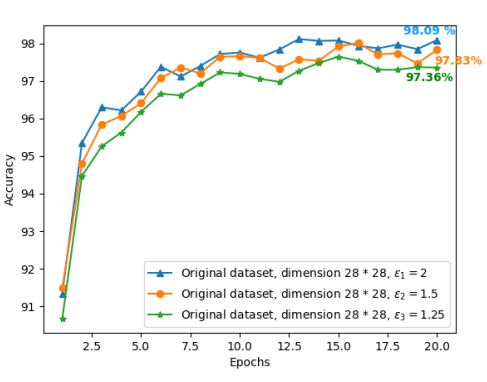 98.09 %
97.83%
97.36%
98
97
96
95
94
93
92
91
Accuracy
Original dataset, dimension 28 * 28, ε₁ = 2
Original dataset, dimension 28 * 28, ε₂ = 1.5
Original dataset, dimension 28 * 28, ε₃ = 1.25
2.5 5.0 7.5 10.0 12.5 15.0 17.5 20.0
Epochs